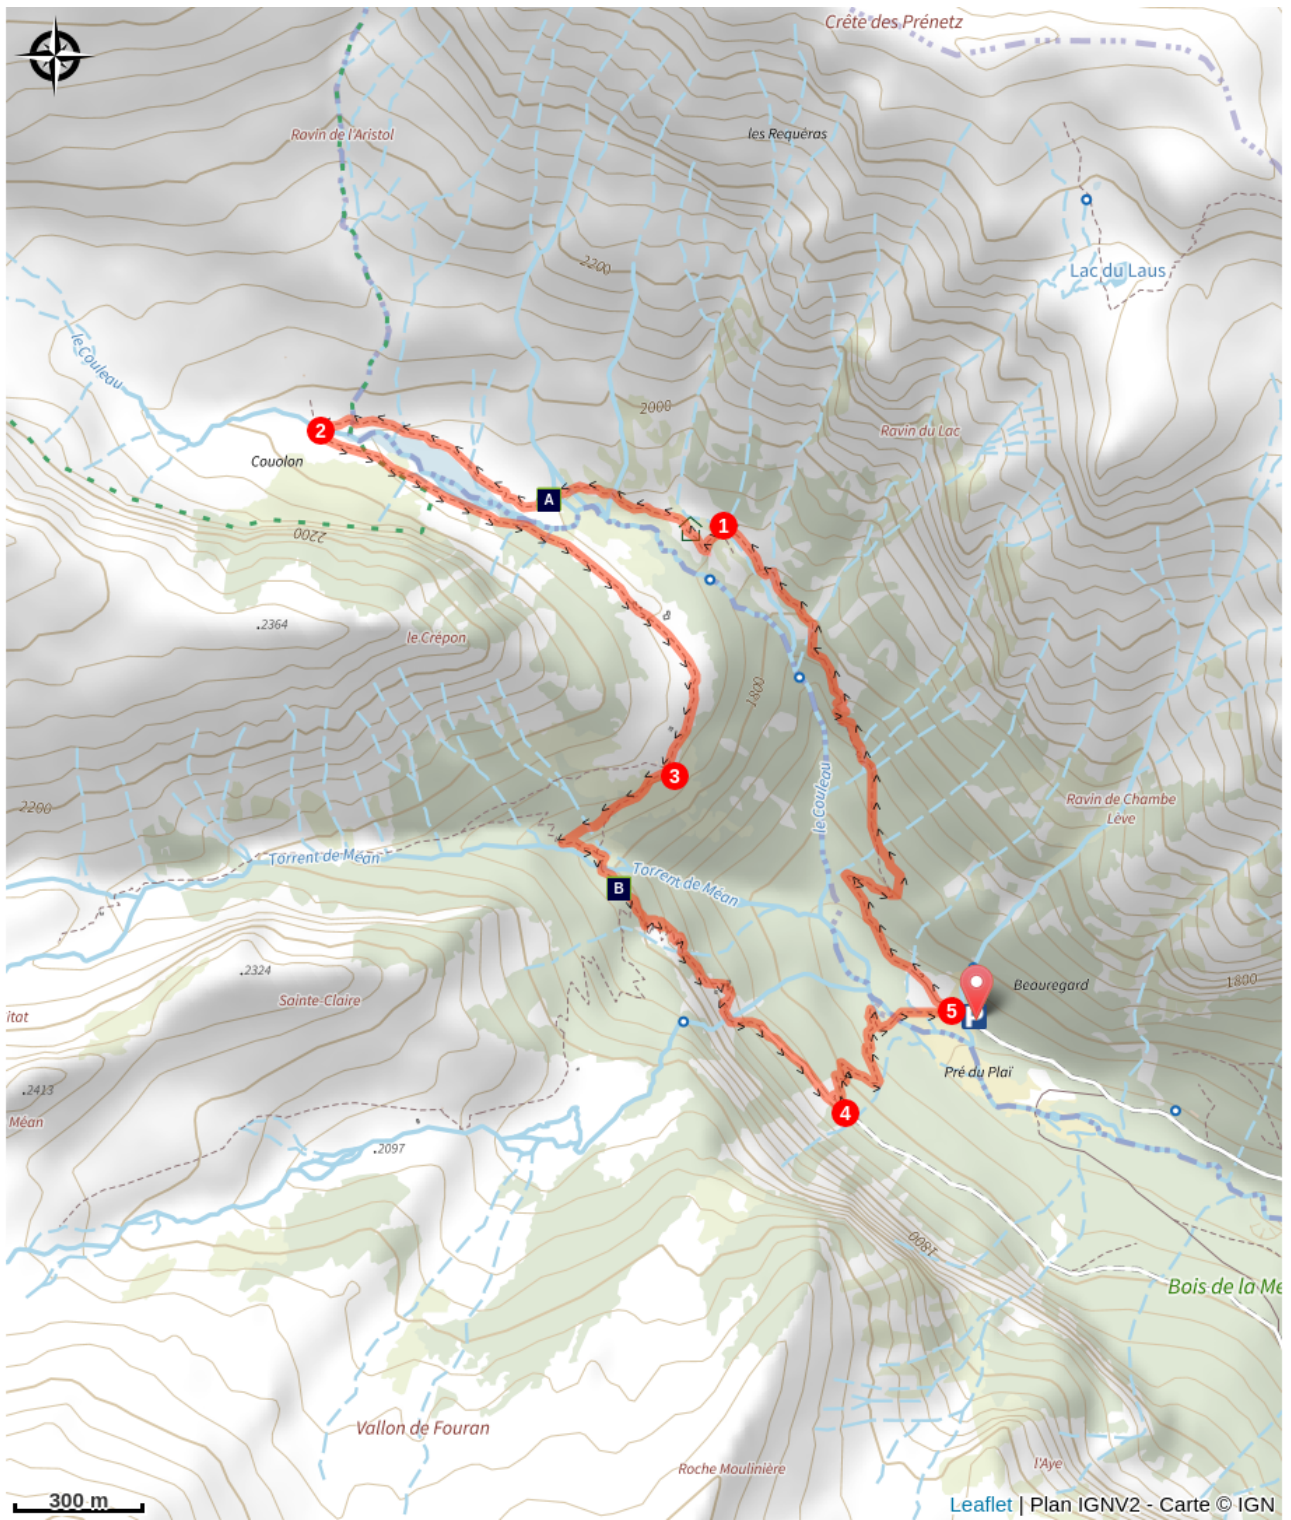 Crête des Prénetz
Ravin de l'Aristol
les Requêras
2200
Lac du Laus
le Couleau
2000
Ravin du Lac
2
Couolon
A
1
2200
.2364
le Crépon
1800
3
le Couleau
2200
Ravin de Chambe
Lève
Torrent de Méan
Torrent de Méan
B
.2324
Beauregard
1800
Sainte-Claire
itat
5
P
Pré du Plaï
.2413
Méan
4
.2097
1800
Bois de la Me
Vallon de Fouran
Roche Moulinière
l'Aye
300 m
Leaflet | Plan IGNV2 - Carte © IGN